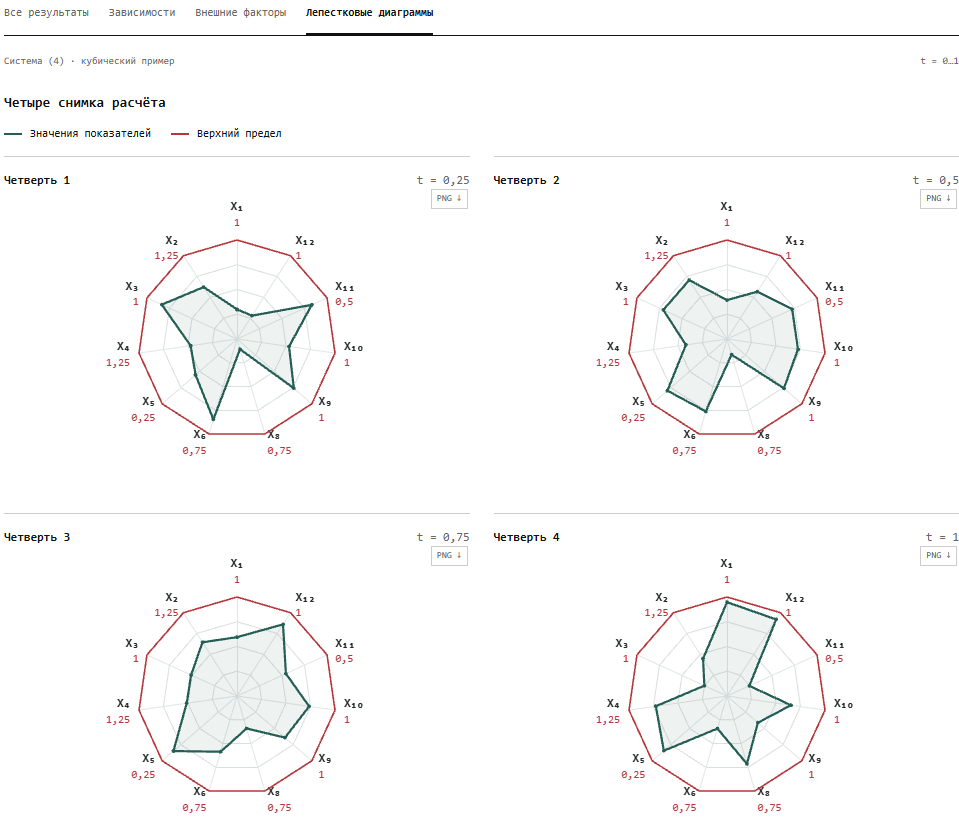 Все результаты Зависимости Внешние факторы Лепестковые диаграммы
Система (4) · кубический пример t = 0…1
Четыре снимка расчёта
Значения показателей Верхний предел
Четверть 1 t = 0,25
PNG ↓
X₁
1
X₂ X₁₂
1,25 1
X₃ X₁₁
1 0,5
X₄ X₁₀
1,25 1
X₅ X₉
0,25 1
X₆ X₈
0,75 0,75
Четверть 2 t = 0,5
PNG ↓
X₁
1
X₂ X₁₂
1,25 1
X₃ X₁₁
1 0,5
X₄ X₁₀
1,25 1
X₅ X₉
0,25 1
X₆ X₈
0,75 0,75
Четверть 3 t = 0,75
PNG ↓
X₁
1
X₂ X₁₂
1,25 1
X₃ X₁₁
1 0,5
X₄ X₁₀
1,25 1
X₅ X₉
0,25 1
X₆ X₈
0,75 0,75
Четверть 4 t = 1
PNG ↓
X₁
1
X₂ X₁₂
1,25 1
X₃ X₁₁
1 0,5
X₄ X₁₀
1,25 1
X₅ X₉
0,25 1
X₆ X₈
0,75 0,75